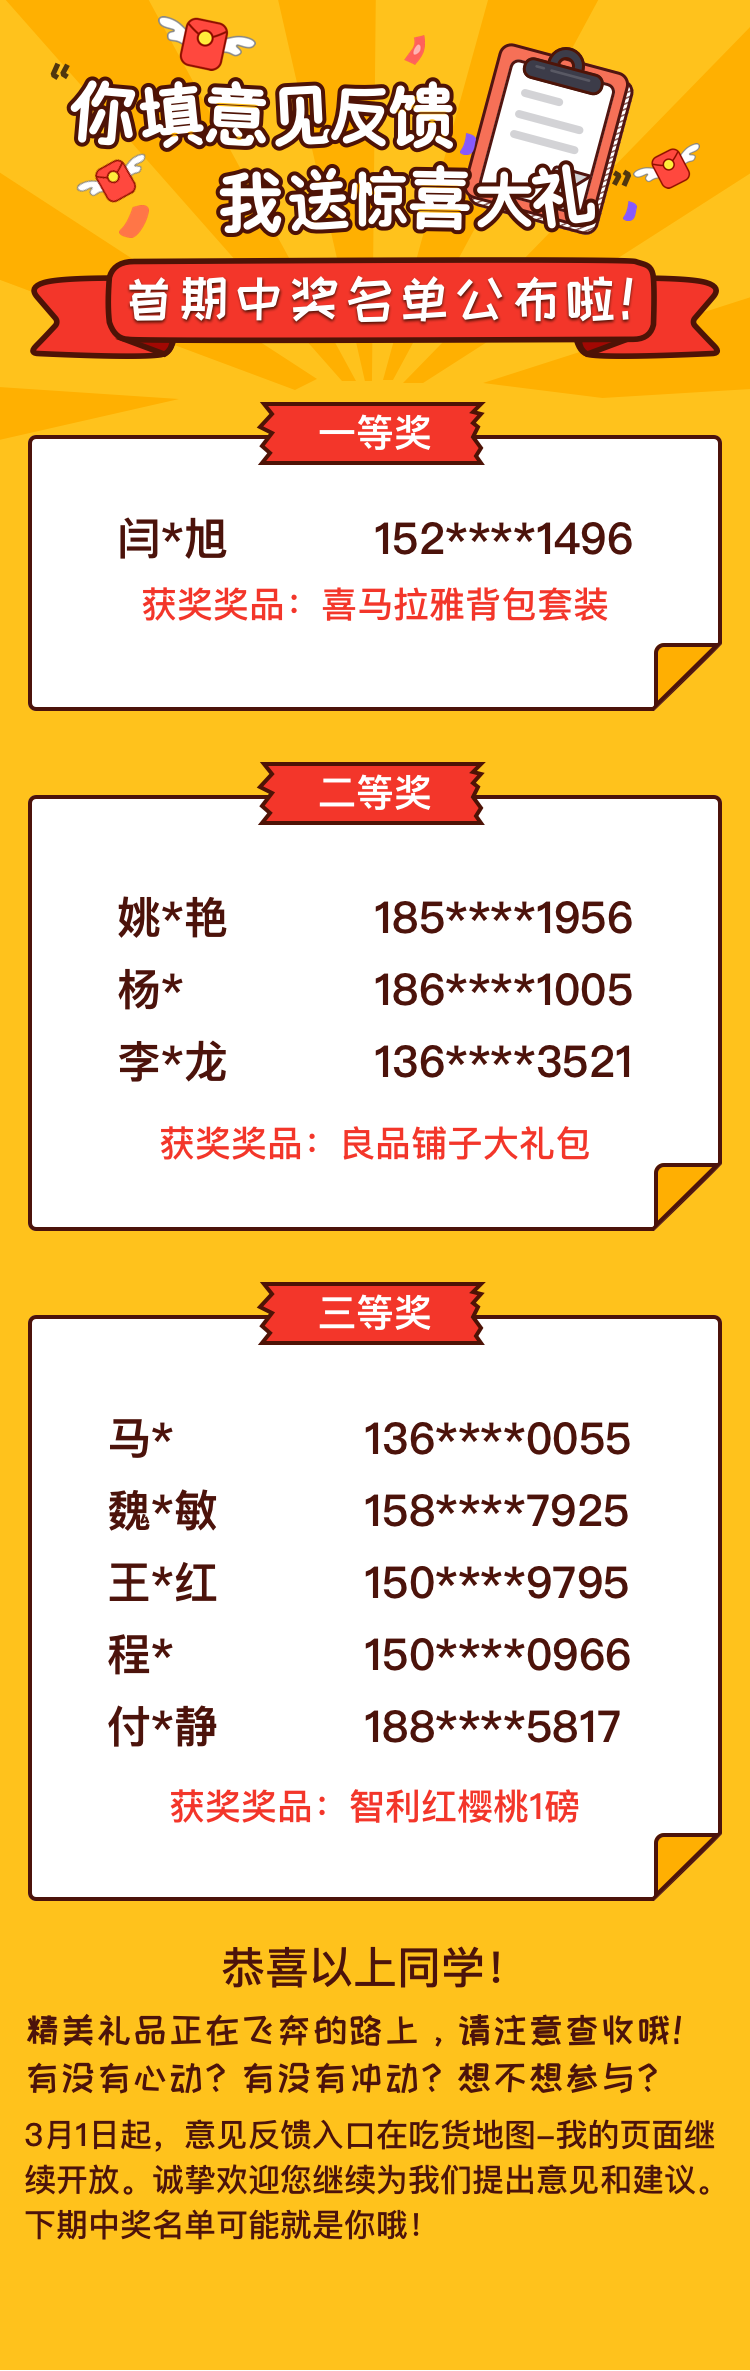 “你填意见反馈
我送惊喜大礼”
首期中奖名单公布啦!
一等奖
闫*旭 152****1496
获奖奖品：喜马拉雅背包套装
二等奖
姚*艳 185****1956
杨* 186****1005
李*龙 136****3521
获奖奖品：良品铺子大礼包
三等奖
马* 136****0055
魏*敏 158****7925
王*红 150****9795
程* 150****0966
付*静 188****5817
获奖奖品：智利红樱桃1磅
恭喜以上同学！
精美礼品正在飞奔的路上，请注意查收哦!
有没有心动？有没有冲动？想不想参与？
3月1日起，意见反馈入口在吃货地图-我的页面继
续开放。诚挚欢迎您继续为我们提出意见和建议。
下期中奖名单可能就是你哦！